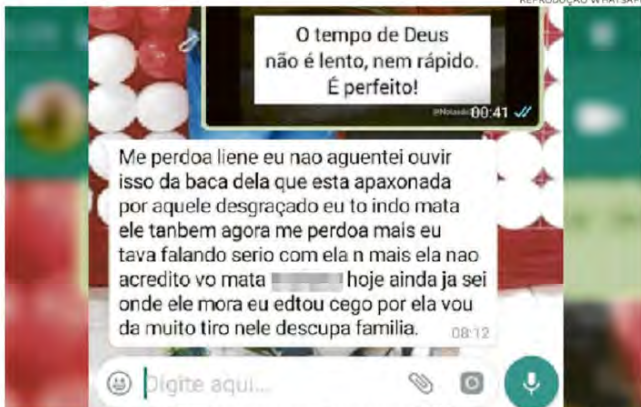 REPRODUÇÃO WHATSAPP
O tempo de Deus
não é lento, nem rápido.
É perfeito!
00:41
Me perdoa liene eu nao aguentei ouvir
isso da baca dela que esta apaxonada
por aquele desgraçado eu to indo mata
ele tanbem agora me perdoa mais eu
tava falando serio com ela n mais ela nao
acredito vo mata hoje ainda ja sei
onde ele mora eu edtou cego por ela vou
da muito tiro nele descupa familia. 08:12
Digite aqui...